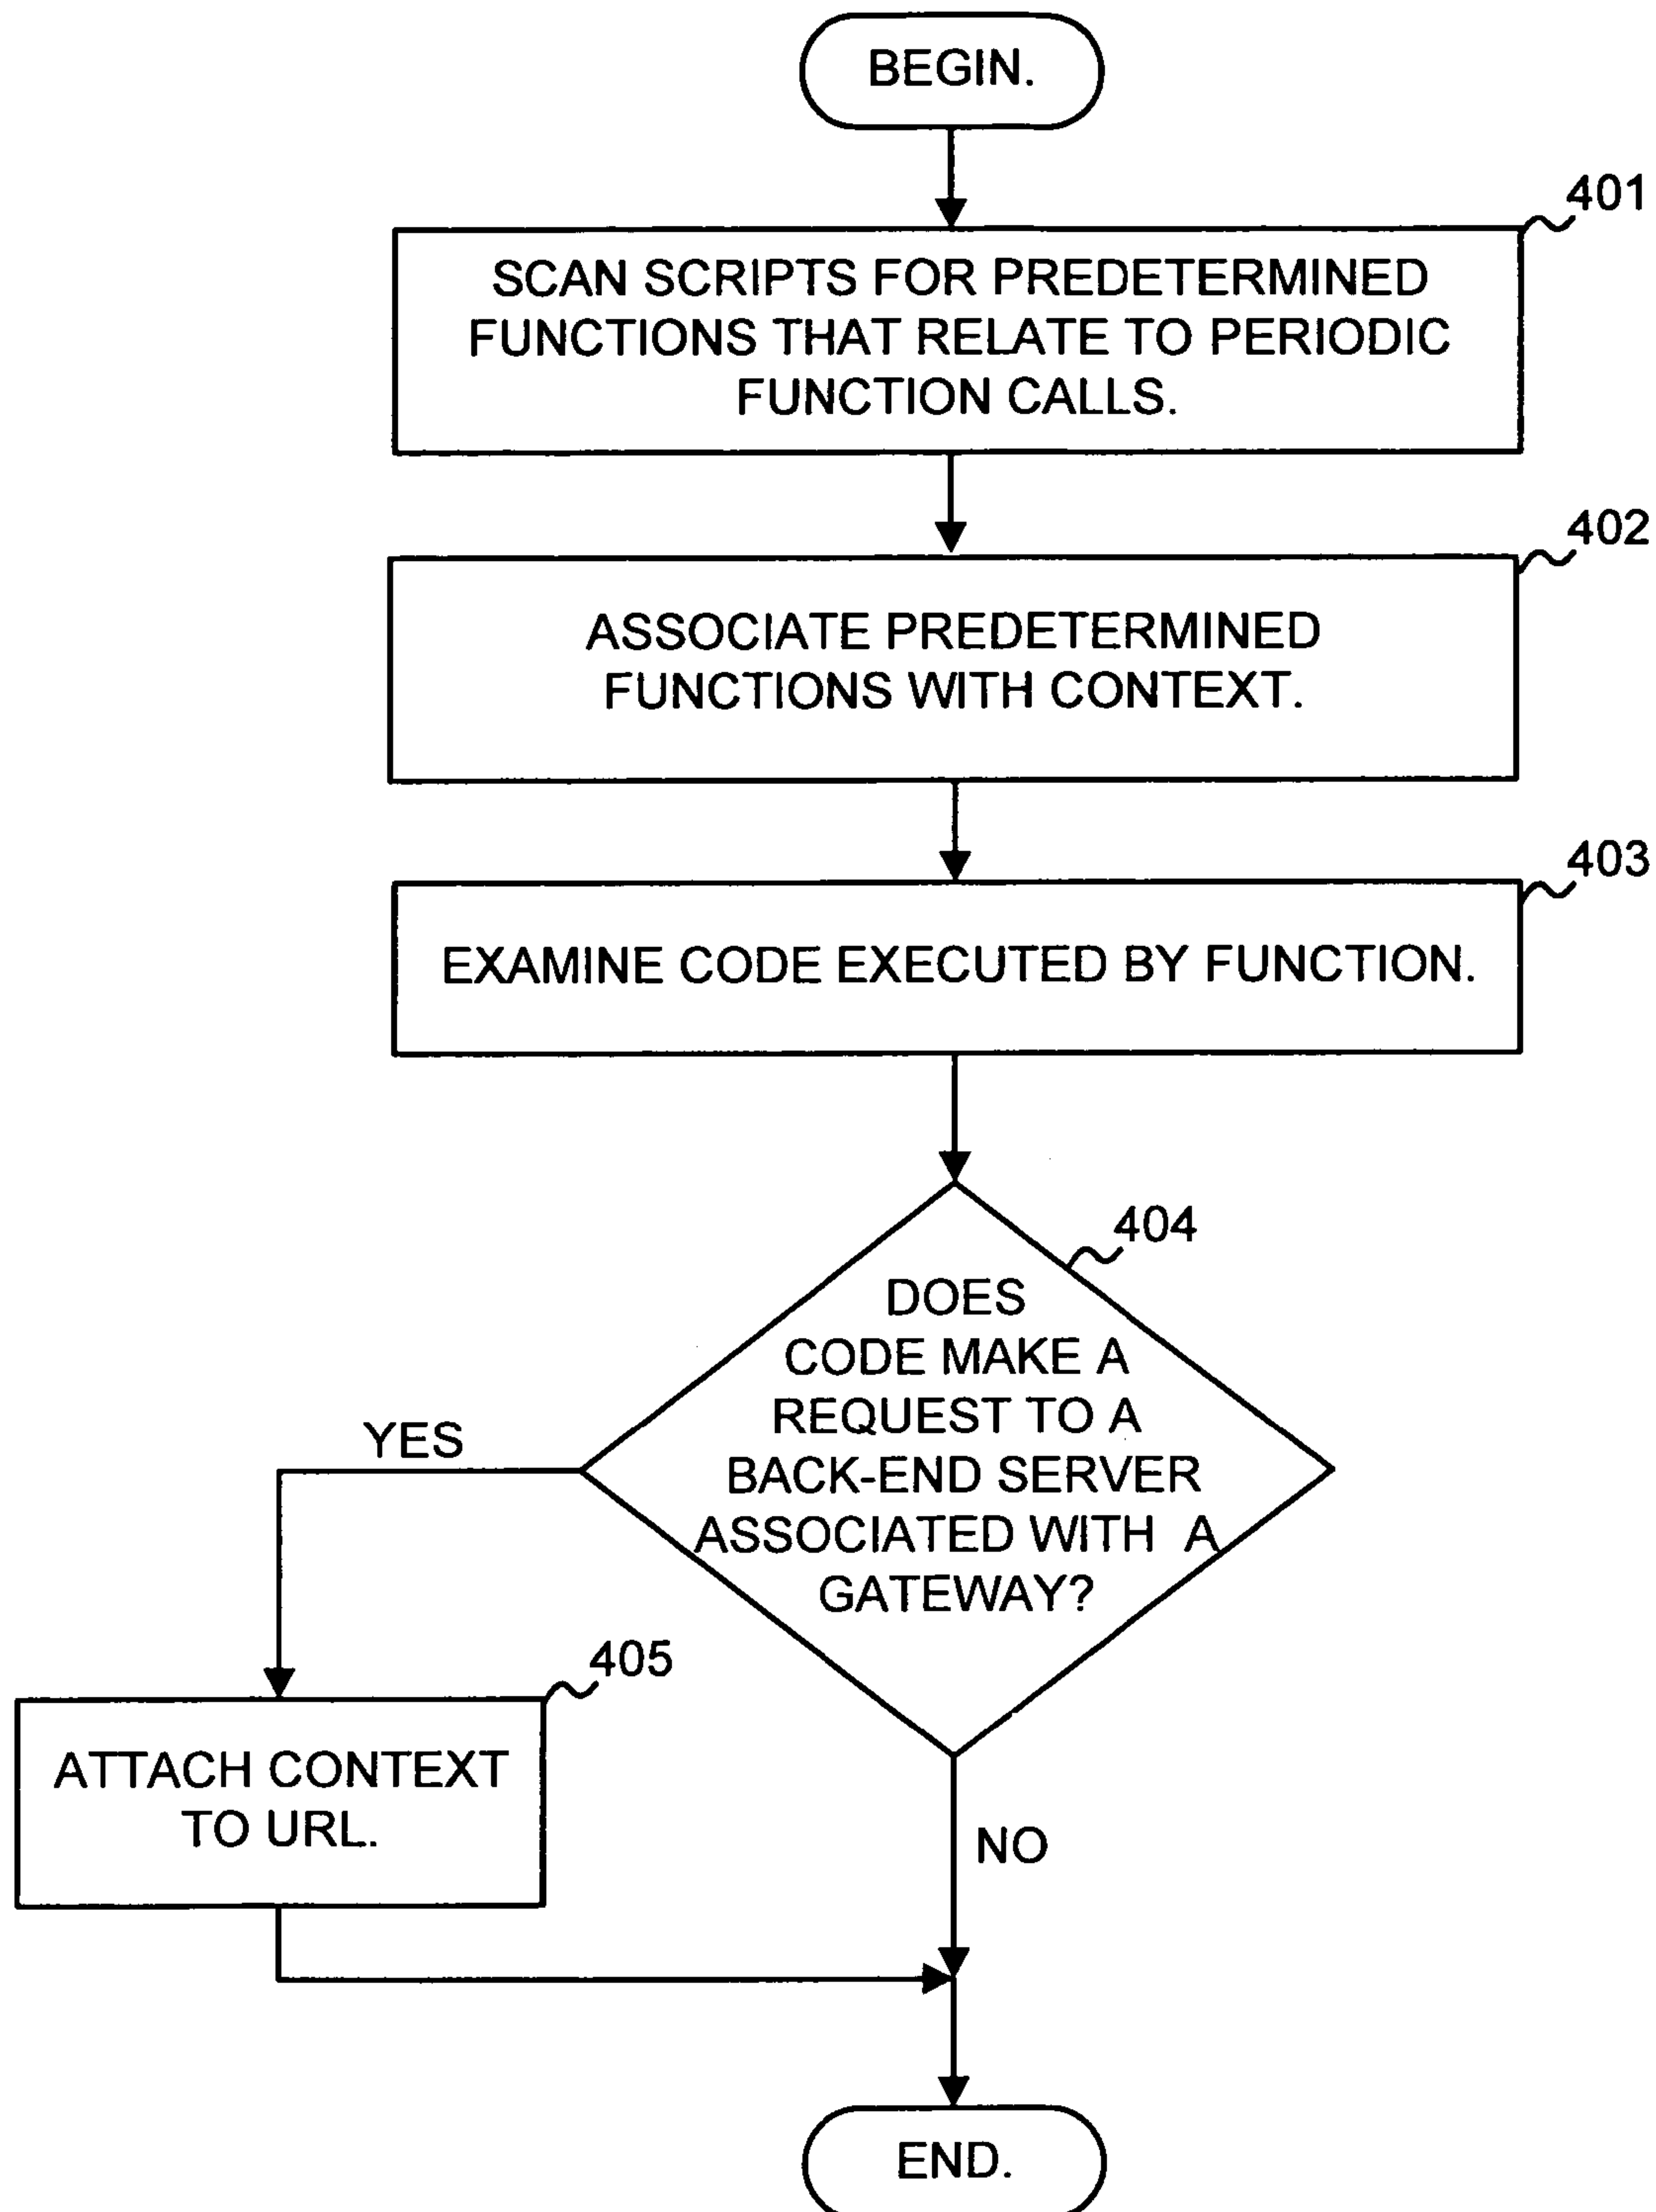 BEGIN.
401
SCAN SCRIPTS FOR PREDETERMINED
FUNCTIONS THAT RELATE TO PERIODIC
FUNCTION CALLS.
402
ASSOCIATE PREDETERMINED
FUNCTIONS WITH CONTEXT.
403
EXAMINE CODE EXECUTED BY FUNCTION.
404
DOES
CODE MAKE A
REQUEST TO A
BACK-END SERVER
ASSOCIATED WITH A
GATEWAY?
YES
405
ATTACH CONTEXT
TO URL.
NO
END.